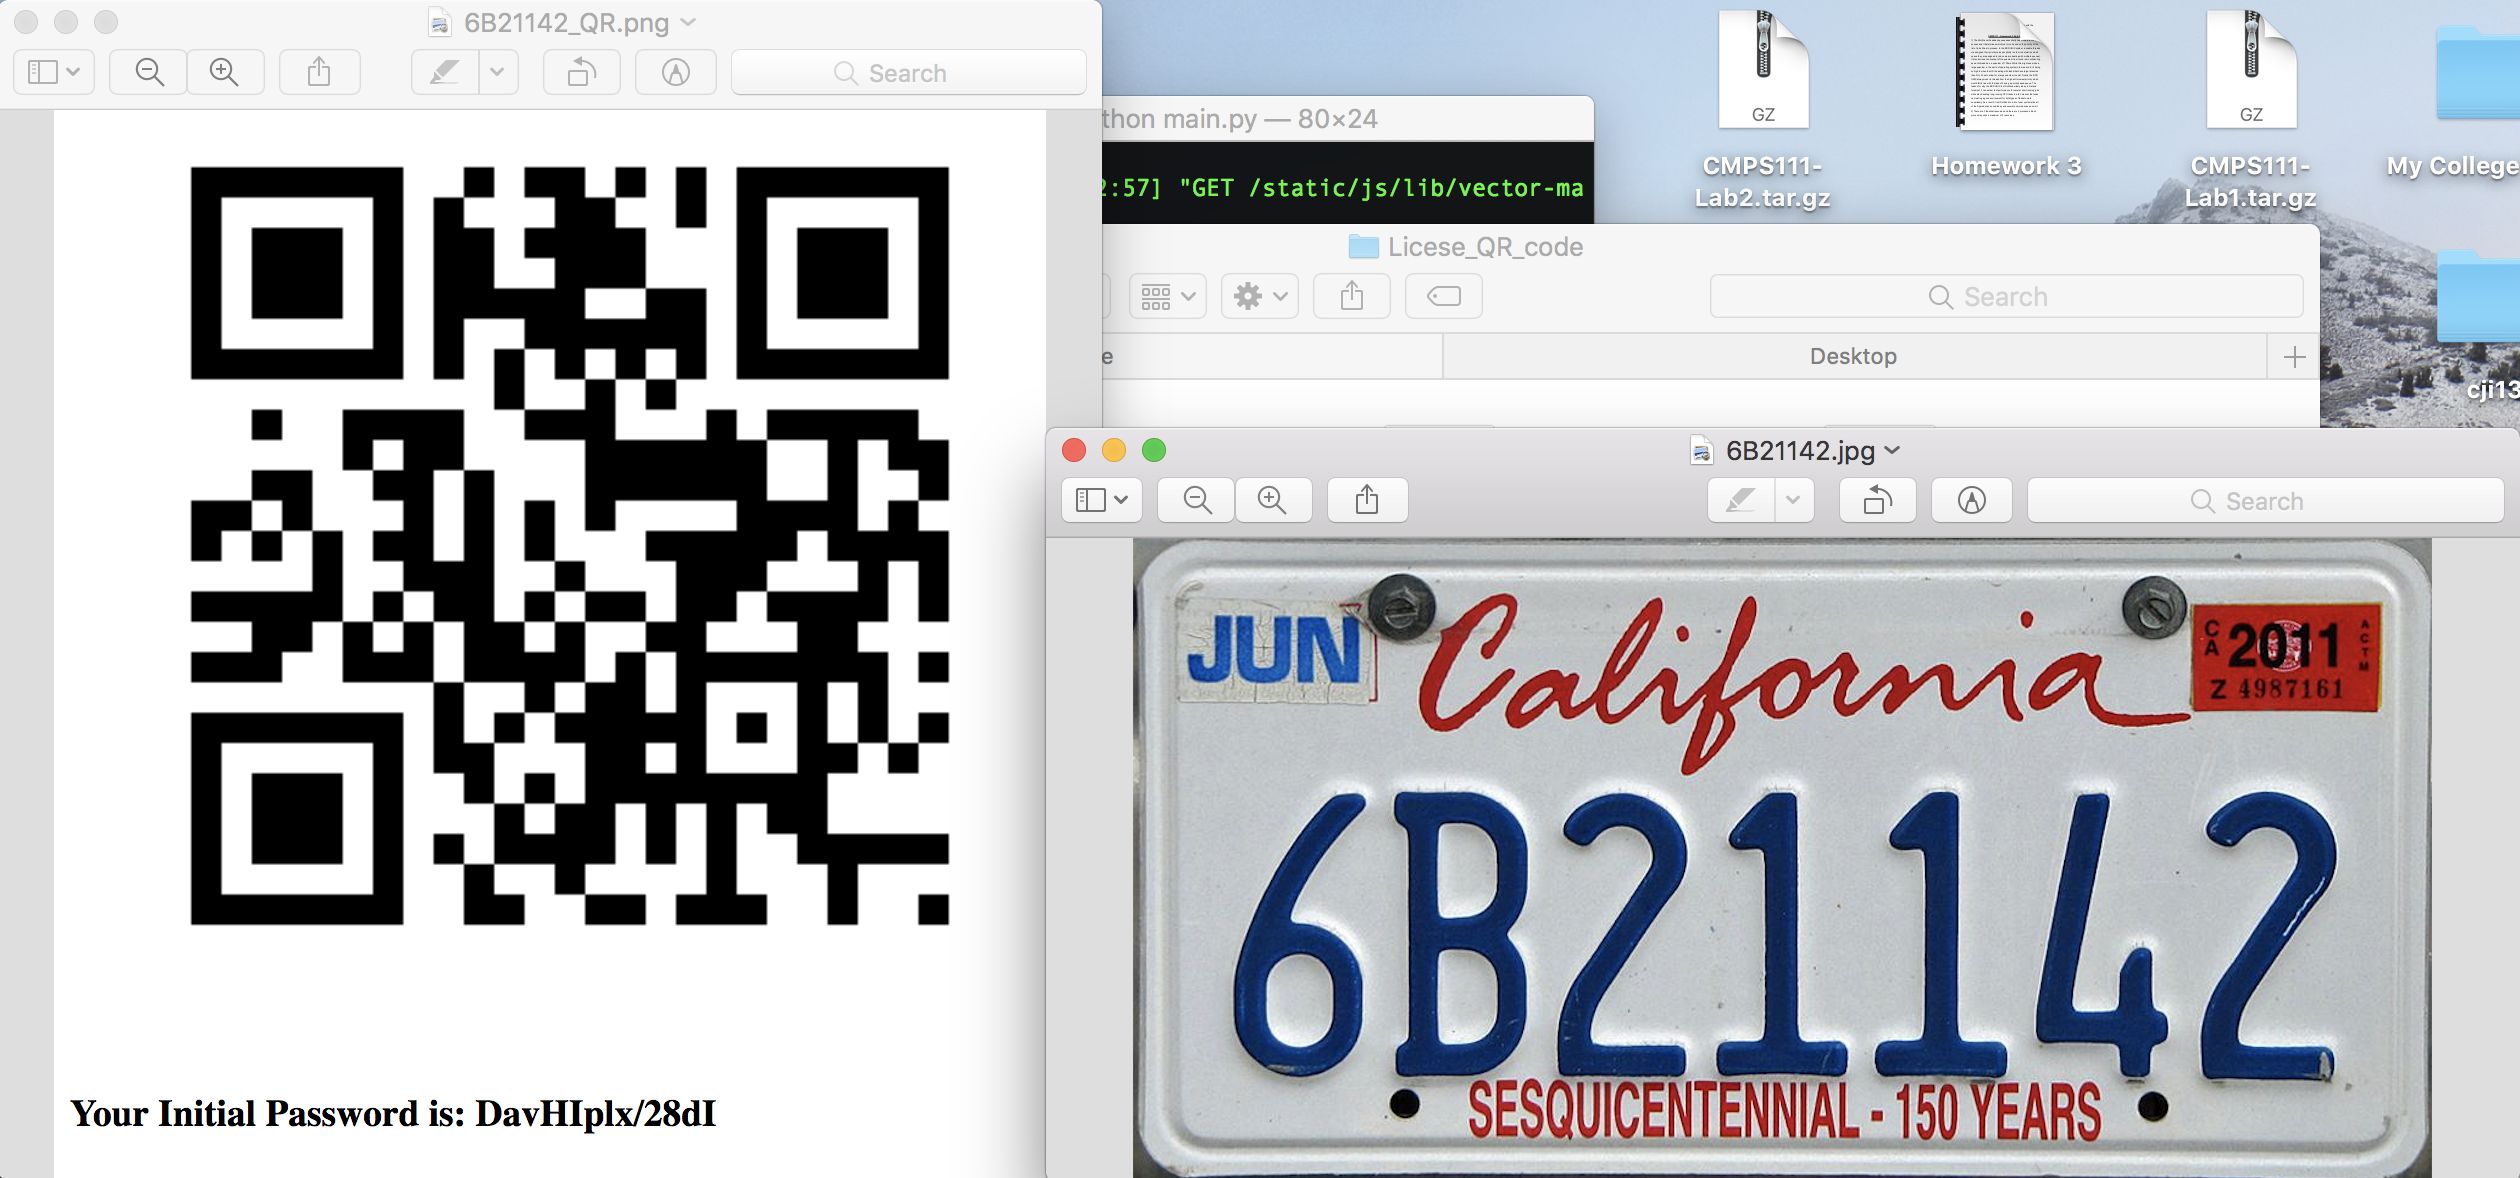 6B21142_QR.png
Search
Your Initial Password is: DavHIplx/28dI
thon main.py — 80×24
2:57] "GET /static/js/lib/vector-ma
GZ
CMPS111-
Lab2.tar.gz
Homework 3
GZ
CMPS111-
Lab1.tar.gz
My College
cji13
Licese_QR_code
Search
e
Desktop
6B21142.jpg
Search
JUN
California
CA 2011 ACTM
Z 4987161
6B21142
SESQUICENTENNIAL - 150 YEARS